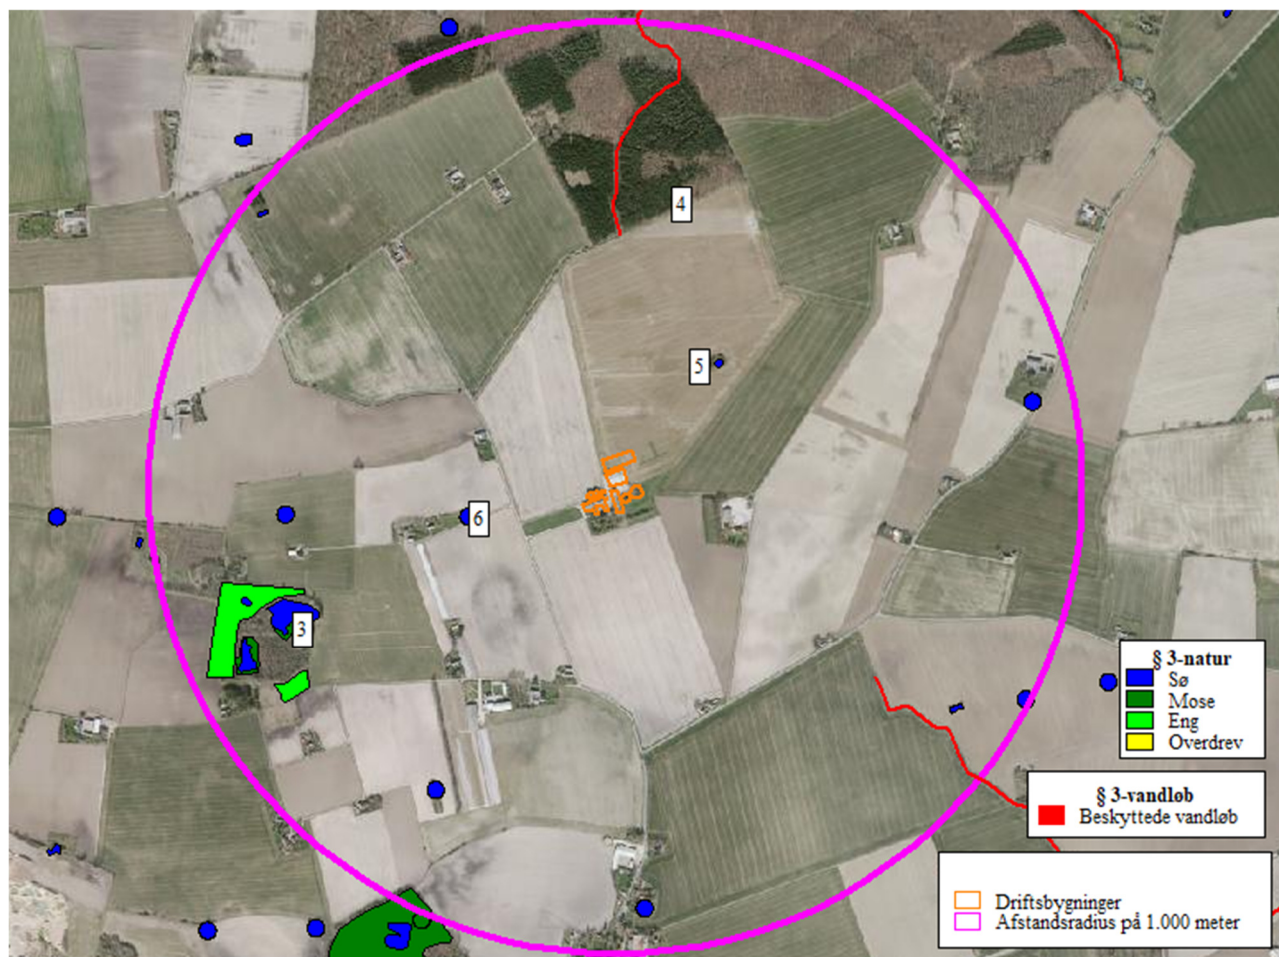 4
5
6
3
§ 3-natur
Sø
Mose
Eng
Overdrev
§ 3-vandløb
Beskyttede vandløb
Driftsbygninger
Afstandsradius på 1.000 meter